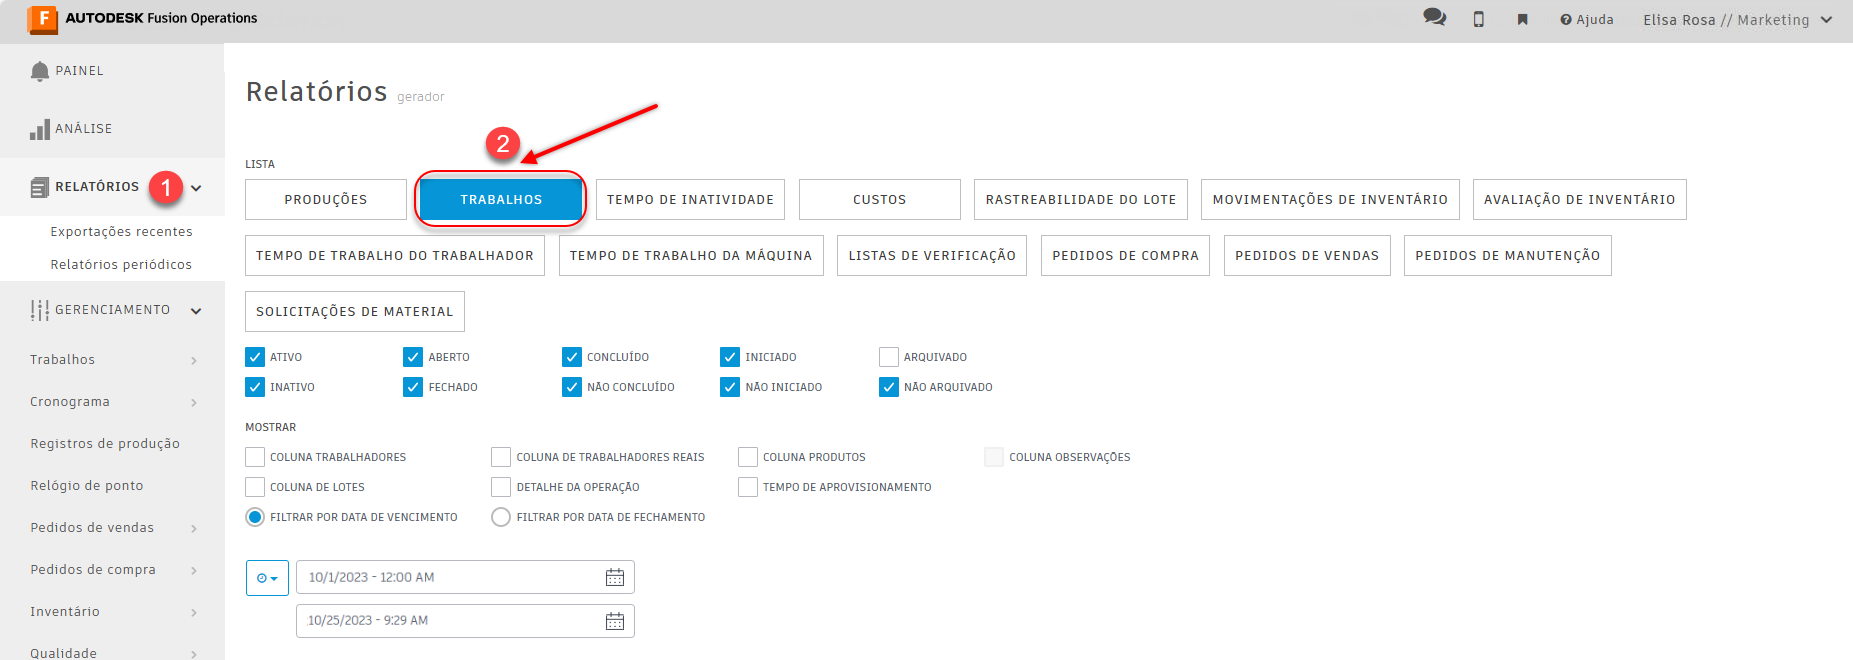 AUTODESK Fusion Operations
Ajuda
Elisa Rosa // Marketing
PAINEL
ANÁLISE
RELATÓRIOS 1
Exportações recentes
Relatórios periódicos
GERENCIAMENTO
Trabalhos
Cronograma
Registros de produção
Relógio de ponto
Pedidos de vendas
Pedidos de compra
Inventário
Qualidade
Relatórios gerador
2
LISTA
PRODUÇÕES TRABALHOS TEMPO DE INATIVIDADE CUSTOS RASTREABILIDADE DO LOTE MOVIMENTAÇÕES DE INVENTÁRIO AVALIAÇÃO DE INVENTÁRIO
TEMPO DE TRABALHO DO TRABALHADOR TEMPO DE TRABALHO DA MÁQUINA LISTAS DE VERIFICAÇÃO PEDIDOS DE COMPRA PEDIDOS DE VENDAS PEDIDOS DE MANUTENÇÃO
SOLICITAÇÕES DE MATERIAL
ATIVO ABERTO CONCLUÍDO INICIADO ARQUIVADO
INATIVO FECHADO NÃO CONCLUÍDO NÃO INICIADO NÃO ARQUIVADO
MOSTRAR
COLUNA TRABALHADORES COLUNA DE TRABALHADORES REAIS COLUNA PRODUTOS COLUNA OBSERVAÇÕES
COLUNA DE LOTES DETALHE DA OPERAÇÃO TEMPO DE APROVISIONAMENTO
FILTRAR POR DATA DE VENCIMENTO FILTRAR POR DATA DE FECHAMENTO
10/1/2023 - 12:00 AM
10/25/2023 - 9:29 AM